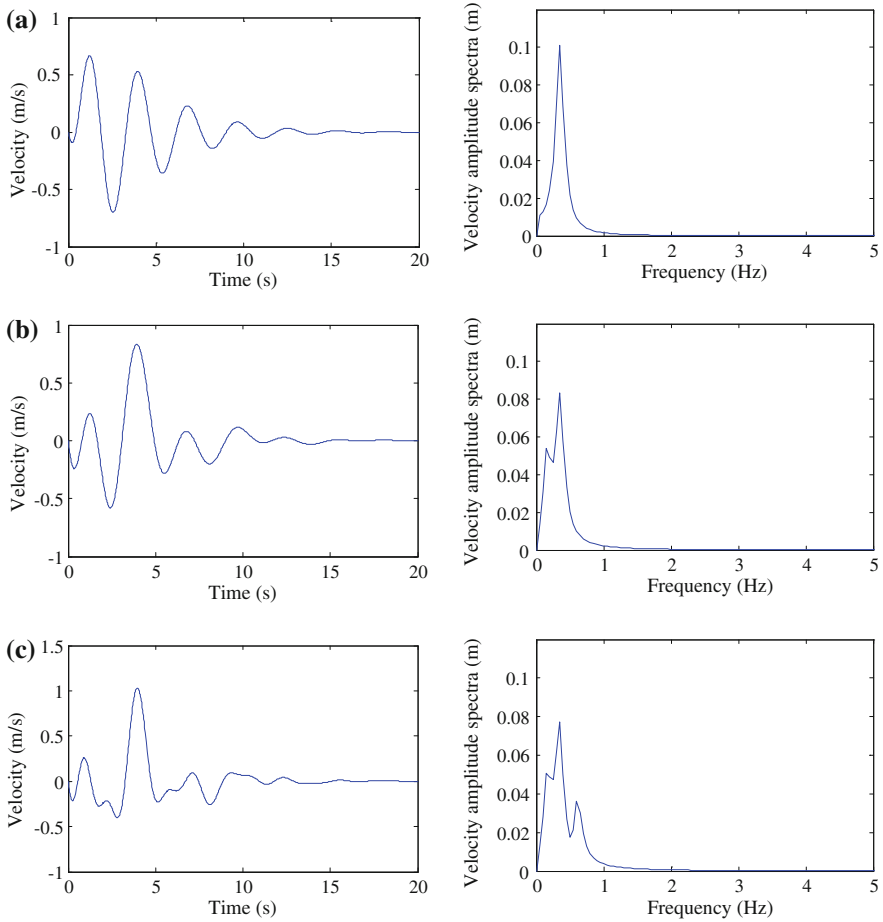 (a)
1
0.5
0
-0.5
-1
Velocity (m/s)
0 5 10 15 20
Time (s)
0.1
0.08
0.06
0.04
0.02
0
Velocity amplitude spectra (m)
0 1 2 3 4 5
Frequency (Hz)
(b)
1
0.5
0
-0.5
-1
Velocity (m/s)
0 5 10 15 20
Time (s)
0.1
0.08
0.06
0.04
0.02
0
Velocity amplitude spectra (m)
0 1 2 3 4 5
Frequency (Hz)
(c)
1.5
1
0.5
0
-0.5
-1
Velocity (m/s)
0 5 10 15 20
Time (s)
0.1
0.08
0.06
0.04
0.02
0
Velocity amplitude spectra (m)
0 1 2 3 4 5
Frequency (Hz)